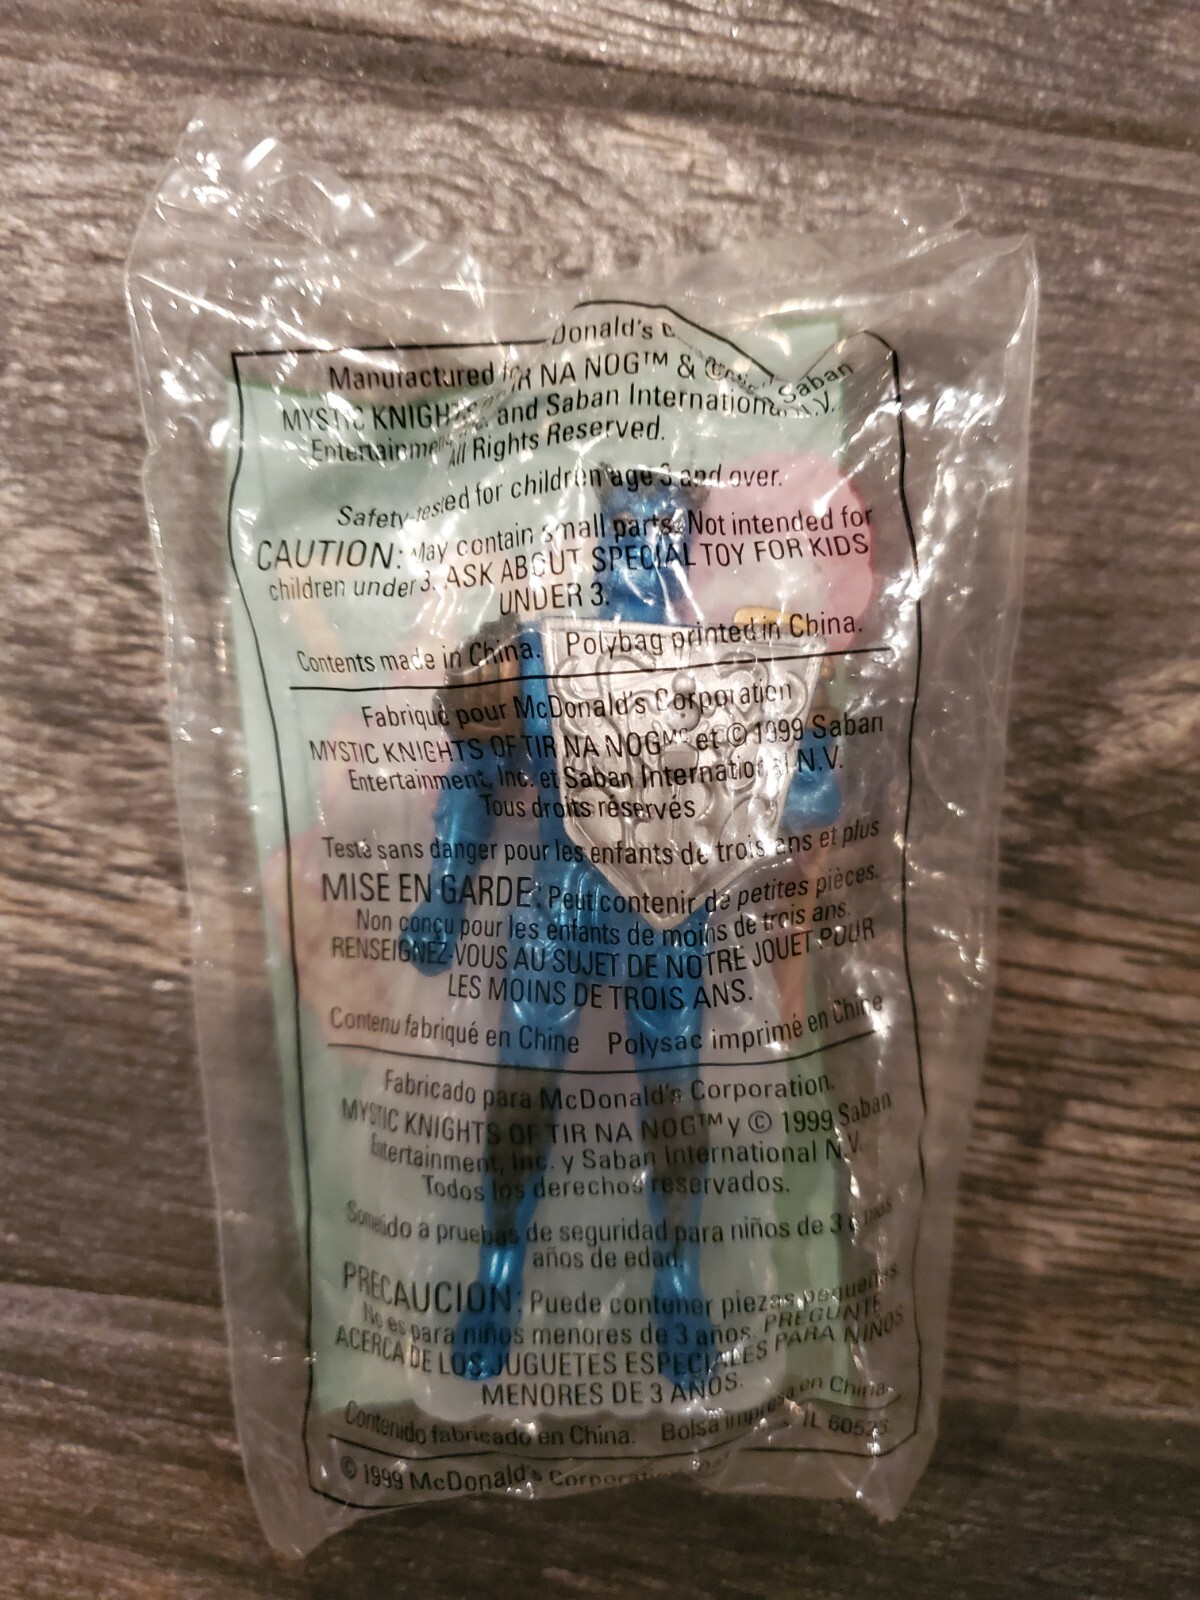 Donald's C
Manufactured f
MYSTIC KNIGHTS R NA NOG™ & © Saban
Entertainme and Saban International N.V.
All Rights Reserved.
Safety-tested for children age 3 and over.
CAUTION: May contain small parts. Not intended for
children under 3. ASK ABOUT SPECIAL TOY FOR KIDS
UNDER 3.
Contents made in China. Polybag printed in China.
Fabriqué pour McDonald's Corporation
MYSTIC KNIGHTS OF TIR NA NOGMC et © 1999 Saban
Entertainment, Inc. et Saban International N.V.
Tous droits réservés
Testé sans danger pour les enfants de trois ans et plus
MISE EN GARDE: Peut contenir de petites pièces.
Non conçu pour les enfants de moins de trois ans.
RENSEIGNEZ-VOUS AU SUJET DE NOTRE JOUET POUR
LES MOINS DE TROIS ANS.
Contenu fabriqué en Chine Polysac imprimé en Chine
Fabricado para McDonald's Corporation.
MYSTIC KNIGHTS OF TIR NA NOG™ y © 1999 Saban
Entertainment, Inc. y Saban International N.V.
Todos los derechos reservados.
Sometido a pruebas de seguridad para niños de 3 o más
años de edad.
PRECAUCION: Puede contener piezas pequeñas.
No es para niños menores de 3 años. PREGUNTE
ACERCA DE LOS JUGUETES ESPECIALES PARA NIÑOS
MENORES DE 3 AÑOS.
Contenido fabricado en China. Bolsa impresa en China.
© 1999 McDonald's Corporation IL 60523